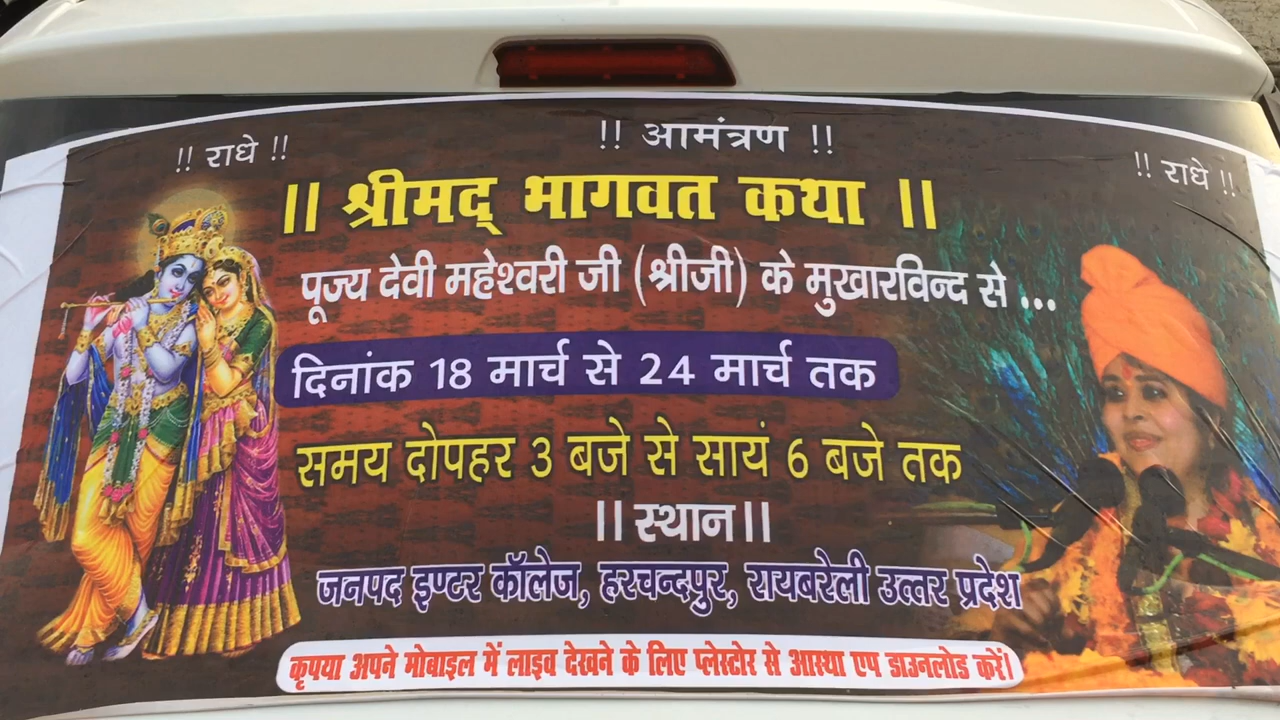 !! आमंत्रण !!
!! राधे !!
!! राधे !!
|| श्रीमद् भागवत कथा ||
पूज्य देवी महेश्वरी जी (श्रीजी) के मुखारविन्द से ...
दिनांक 18 मार्च से 24 मार्च तक
समय दोपहर 3 बजे से सायं 6 बजे तक
|| स्थान ||
जनपद इण्टर कॉलेज, हरचन्दपुर, रायबरेली उत्तर प्रदेश
कृपया अपने मोबाइल में लाइव देखने के लिए प्लेस्टोर से आस्था एप डाउनलोड करें।